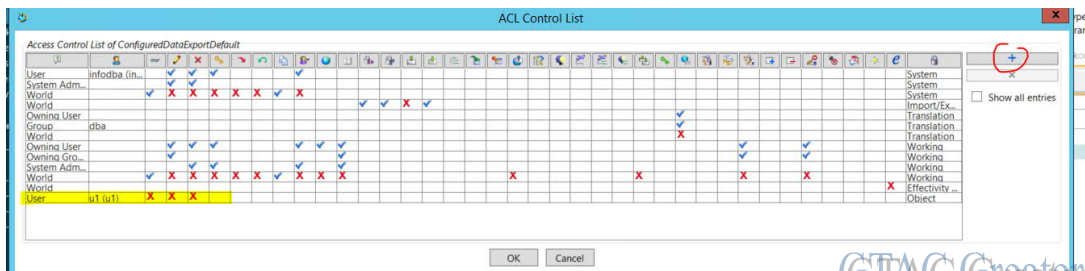 ACL Control List
Access Control List of ConfiguredDataExportDefault
User infodba (in... System
System Adm... System
World System
World Import/Ex...
Owning User Translation
Group dba Translation
World Translation
Owning User Working
Owning Gro... Working
System Adm... Working
World Working
World Effectivity ...
User u1 (u1) Object
Show all entries
OK Cancel